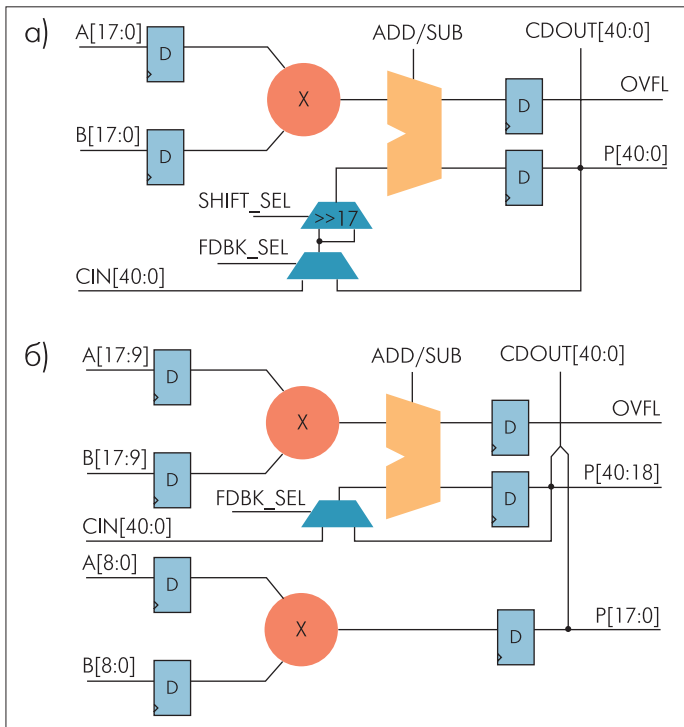 а)
A[17:0]
D
B[17:0]
D
X
ADD/SUB
CDOUT[40:0]
OVFL
D
D
P[40:0]
SHIFT_SEL
>>17
FDBK_SEL
CIN[40:0]
б)
A[17:9]
D
B[17:9]
D
X
ADD/SUB
CDOUT[40:0]
OVFL
D
D
P[40:18]
FDBK_SEL
CIN[40:0]
A[8:0]
D
X
D
P[17:0]
B[8:0]
D